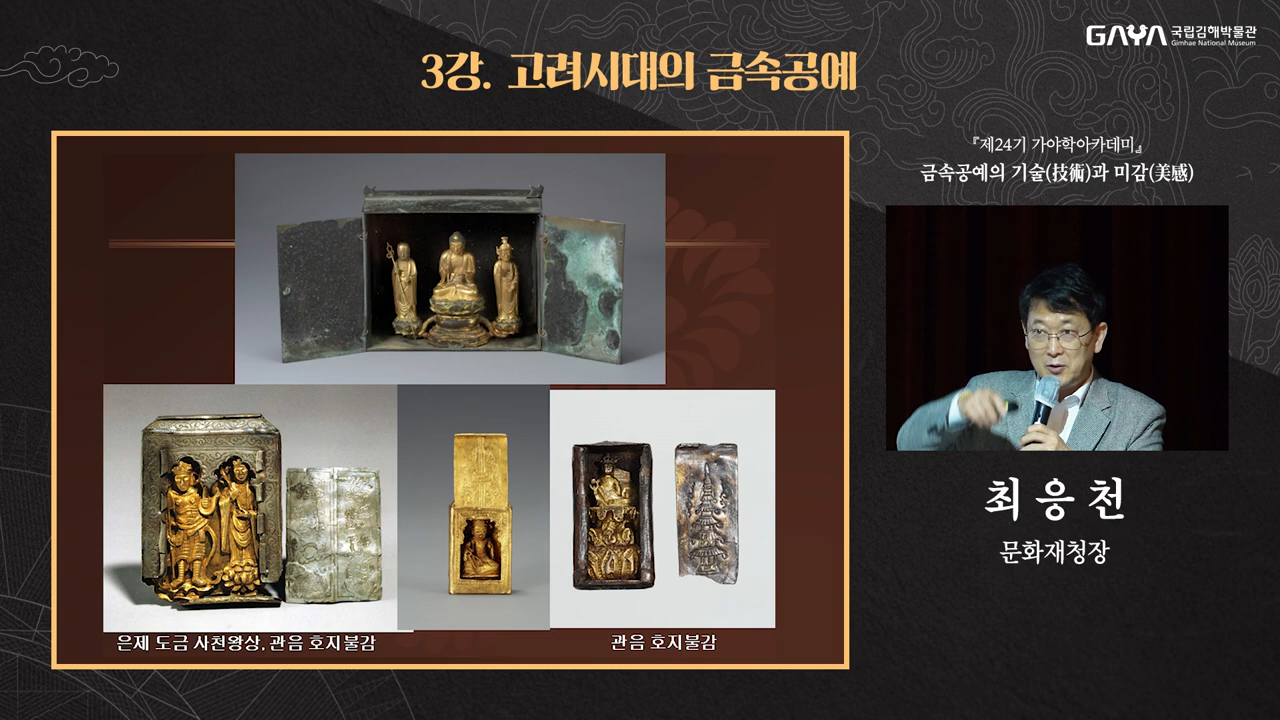 GAYA 국립김해박물관
Gimhae National Museum
3강. 고려시대의 금속공예
『제24기 가야학아카데미』
금속공예의 기술(技術)과 미감(美感)
최응천
문화재청장
은제 도금 사천왕상, 관음 호지불감
관음 호지불감